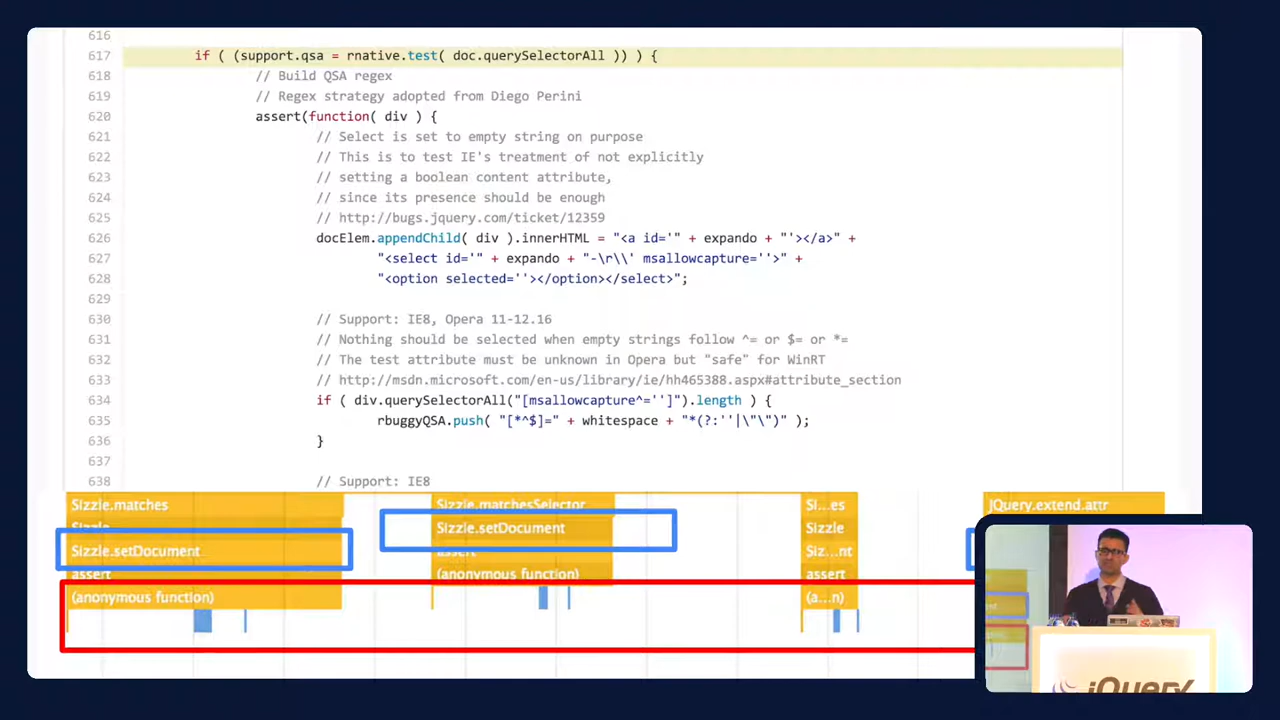 616
617 if ( (support.qsa = rnative.test( doc.querySelectorAll )) ) {
618 // Build QSA regex
619 // Regex strategy adopted from Diego Perini
620 assert(function( div ) {
621 // Select is set to empty string on purpose
622 // This is to test IE's treatment of not explicitly
623 // setting a boolean content attribute,
624 // since its presence should be enough
625 // http://bugs.jquery.com/ticket/12359
626 docElem.appendChild( div ).innerHTML = "<a id='" + expando + "'></a>" +
627 "<select id='" + expando + "-\r\\' msallowcapture=''>" +
628 "<option selected=''></option></select>";
629
630 // Support: IE8, Opera 11-12.16
631 // Nothing should be selected when empty strings follow ^= or $= or *=
632 // The test attribute must be unknown in Opera but "safe" for WinRT
633 // http://msdn.microsoft.com/en-us/library/ie/hh465388.aspx#attribute_section
634 if ( div.querySelectorAll("[msallowcapture^='']").length ) {
635 rbuggyQSA.push( "[*^$]=" + whitespace + "*(?:''|\"\")" );
636 }
637
638 // Support: IE8
Sizzle.matches Sizzle.matchesSelector Si...es jQuery.extend.attr
Sizzle Sizzle.setDocument Sizzle
Sizzle.setDocument assert Siz...nt
assert (anonymous function) assert
(anonymous function) (a...n)
jQuery